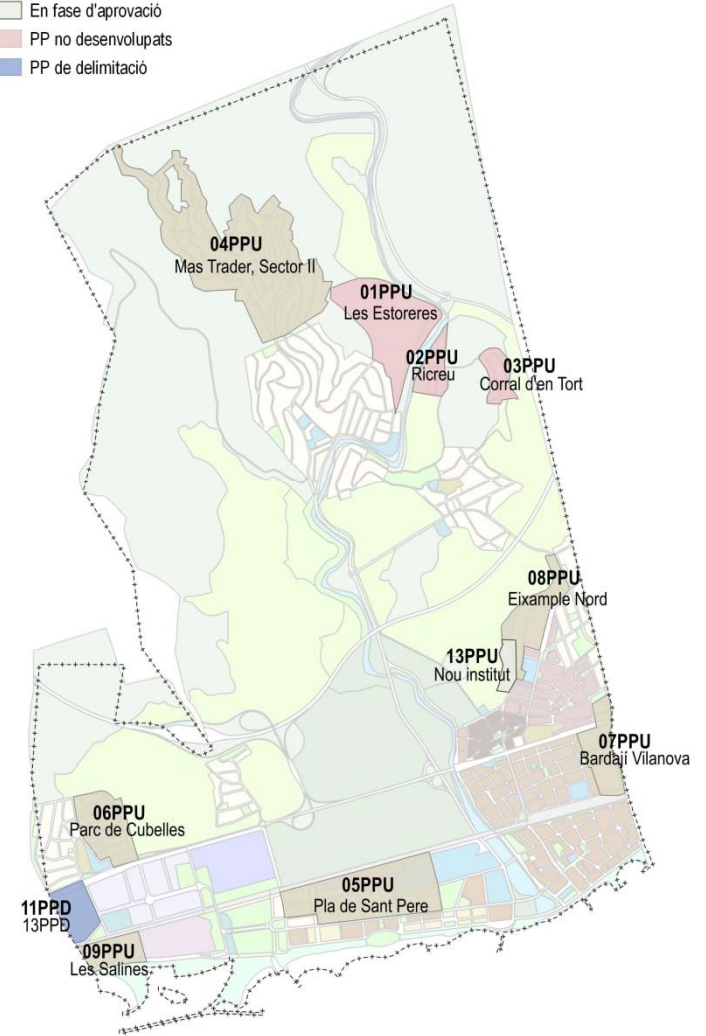 En fase d'aprovació
PP no desenvolupats
PP de delimitació
04PPU
Mas Trader, Sector II
01PPU
Les Estoreres
02PPU
Ricreu
03PPU
Corral d'en Tort
08PPU
Eixample Nord
13PPU
Nou institut
07PPU
Bardají Vilanova
06PPU
Parc de Cubelles
05PPU
Pla de Sant Pere
11PPD
13PPD
09PPU
Les Salines